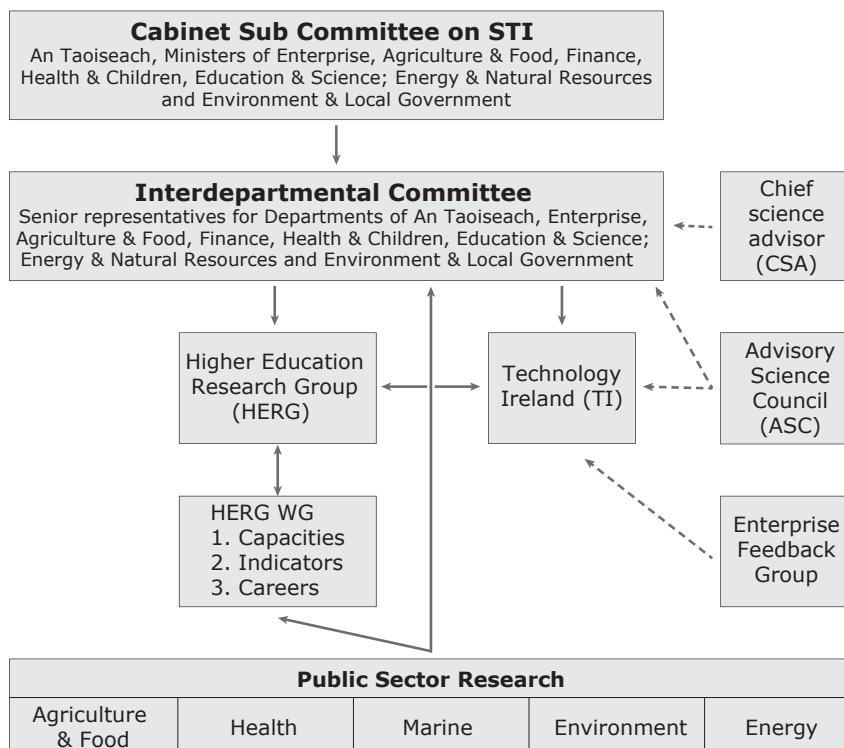 Cabinet Sub Committee on STI
An Taoiseach, Ministers of Enterprise, Agriculture & Food, Finance,
Health & Children, Education & Science; Energy & Natural Resources
and Environment & Local Government
Interdepartmental Committee
Senior representatives for Departments of An Taoiseach, Enterprise,
Agriculture & Food, Finance, Health & Children, Education & Science;
Energy & Natural Resources and Environment & Local Government
Chief
science
advisor
(CSA)
Higher Education
Research Group
(HERG)
Technology
Ireland (TI)
Advisory
Science
Council
(ASC)
HERG WG
1. Capacities
2. Indicators
3. Careers
Enterprise
Feedback
Group
Public Sector Research
Agriculture
& Food
Health
Marine
Environment
Energy